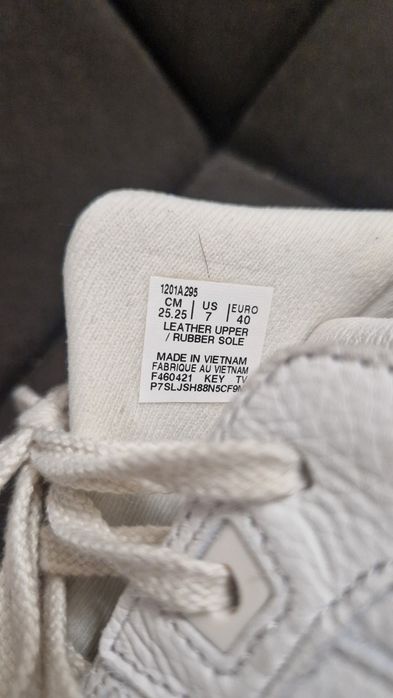 1201A295
CM US EURO
25.25 7 40
LEATHER UPPER
/ RUBBER SOLE
MADE IN VIETNAM
FABRIQUE AU VIETNAM
F460421 KEY TV